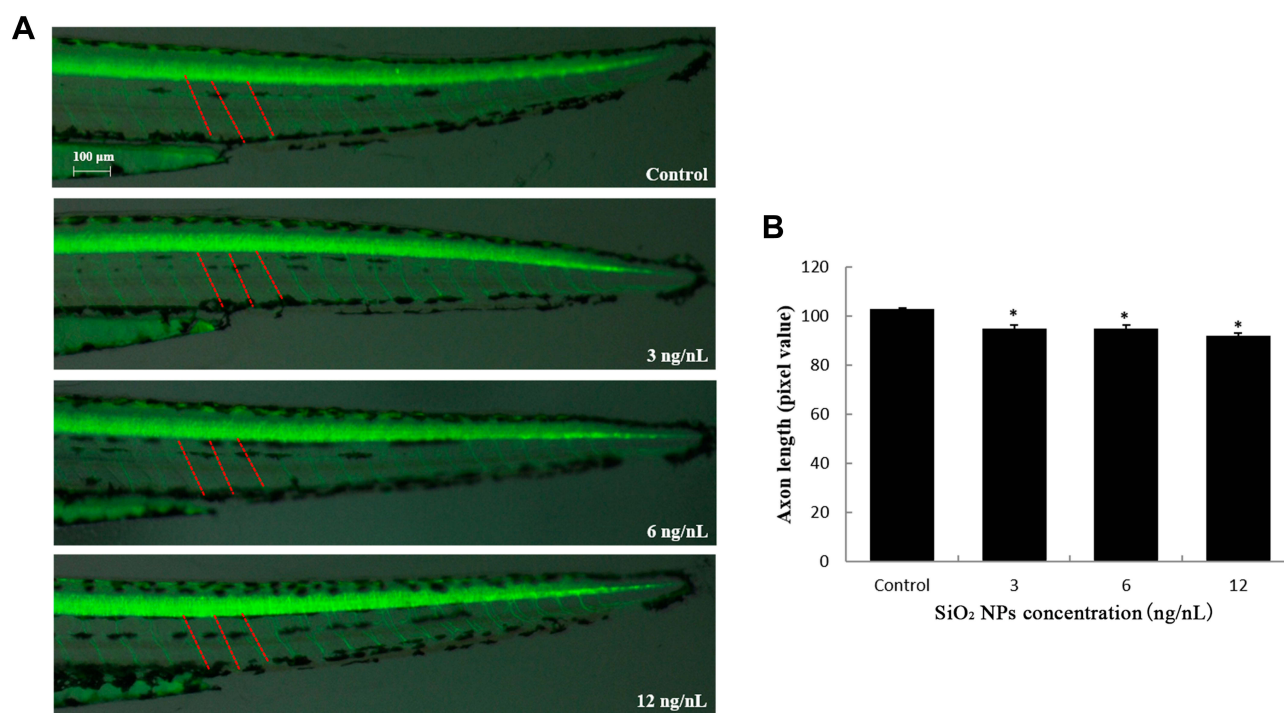 A
100 μm
Control
3 ng/nL
6 ng/nL
12 ng/nL
B
120
100
80
60
40
20
0
Axon length (pixel value)
* * *
Control 3 6 12
SiO₂ NPs concentration (ng/nL)